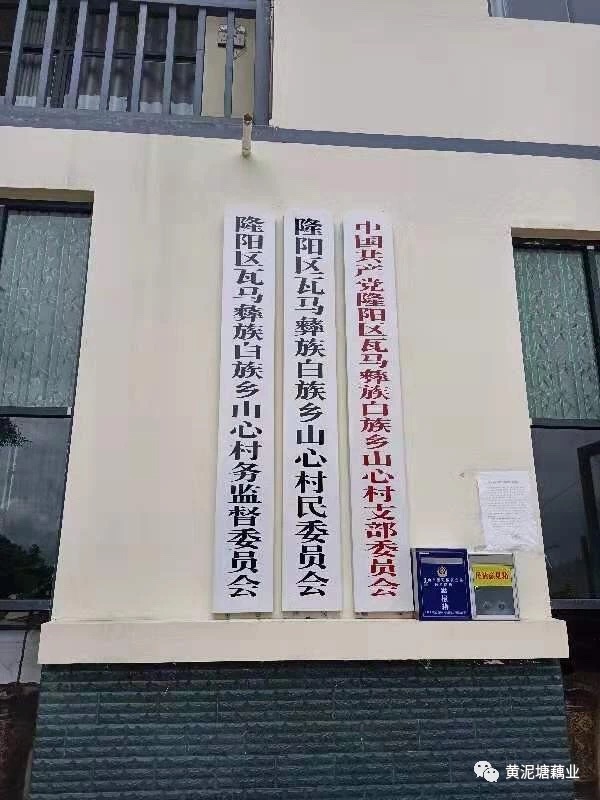 隆阳区瓦马彝族白族乡山心村务监督委员会
隆阳区瓦马彝族白族乡山心村民委员会
中国共产党隆阳区瓦马彝族白族乡山心村支部委员会
举报箱
黄泥塘藕业